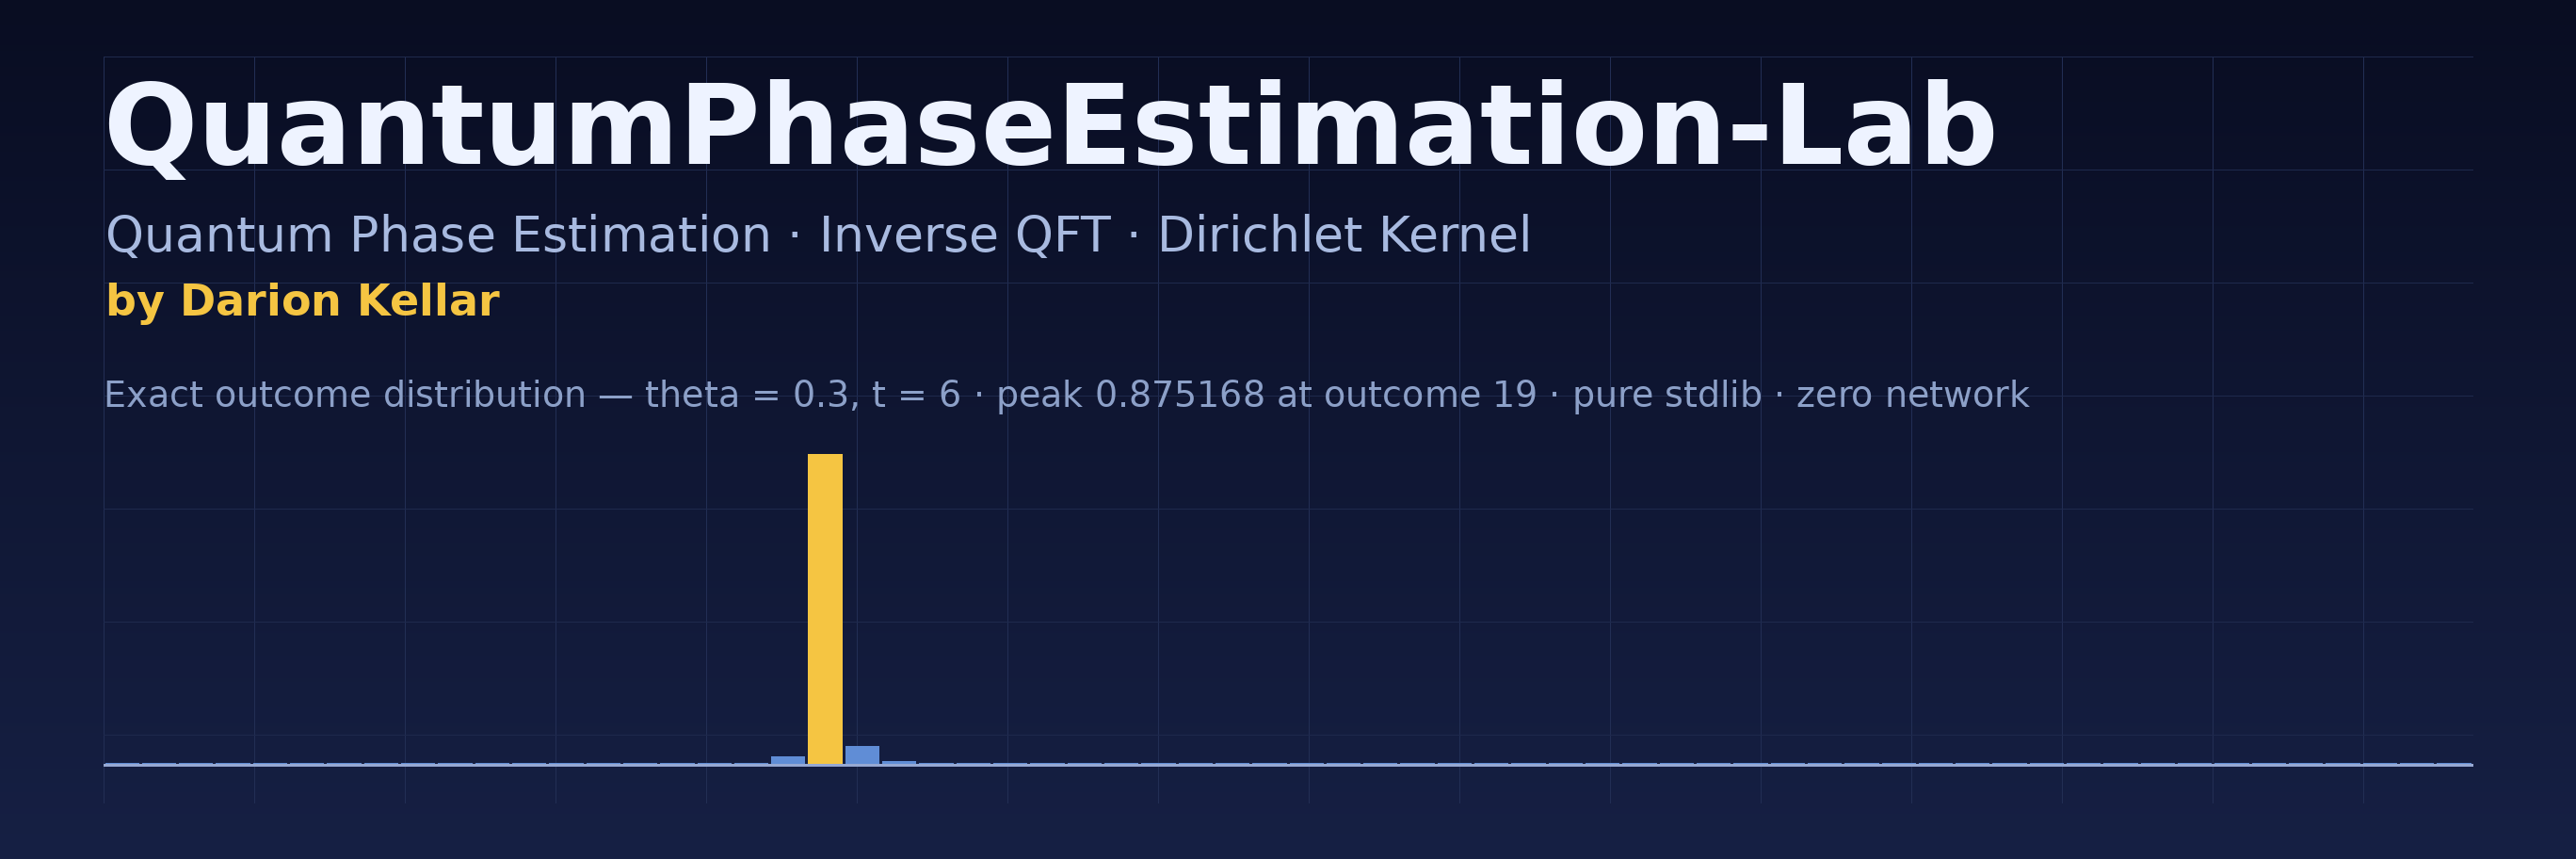 QuantumPhaseEstimation-Lab
Quantum Phase Estimation · Inverse QFT · Dirichlet Kernel
by Darion Kellar
Exact outcome distribution — theta = 0.3, t = 6 · peak 0.875168 at outcome 19 · pure stdlib · zero network